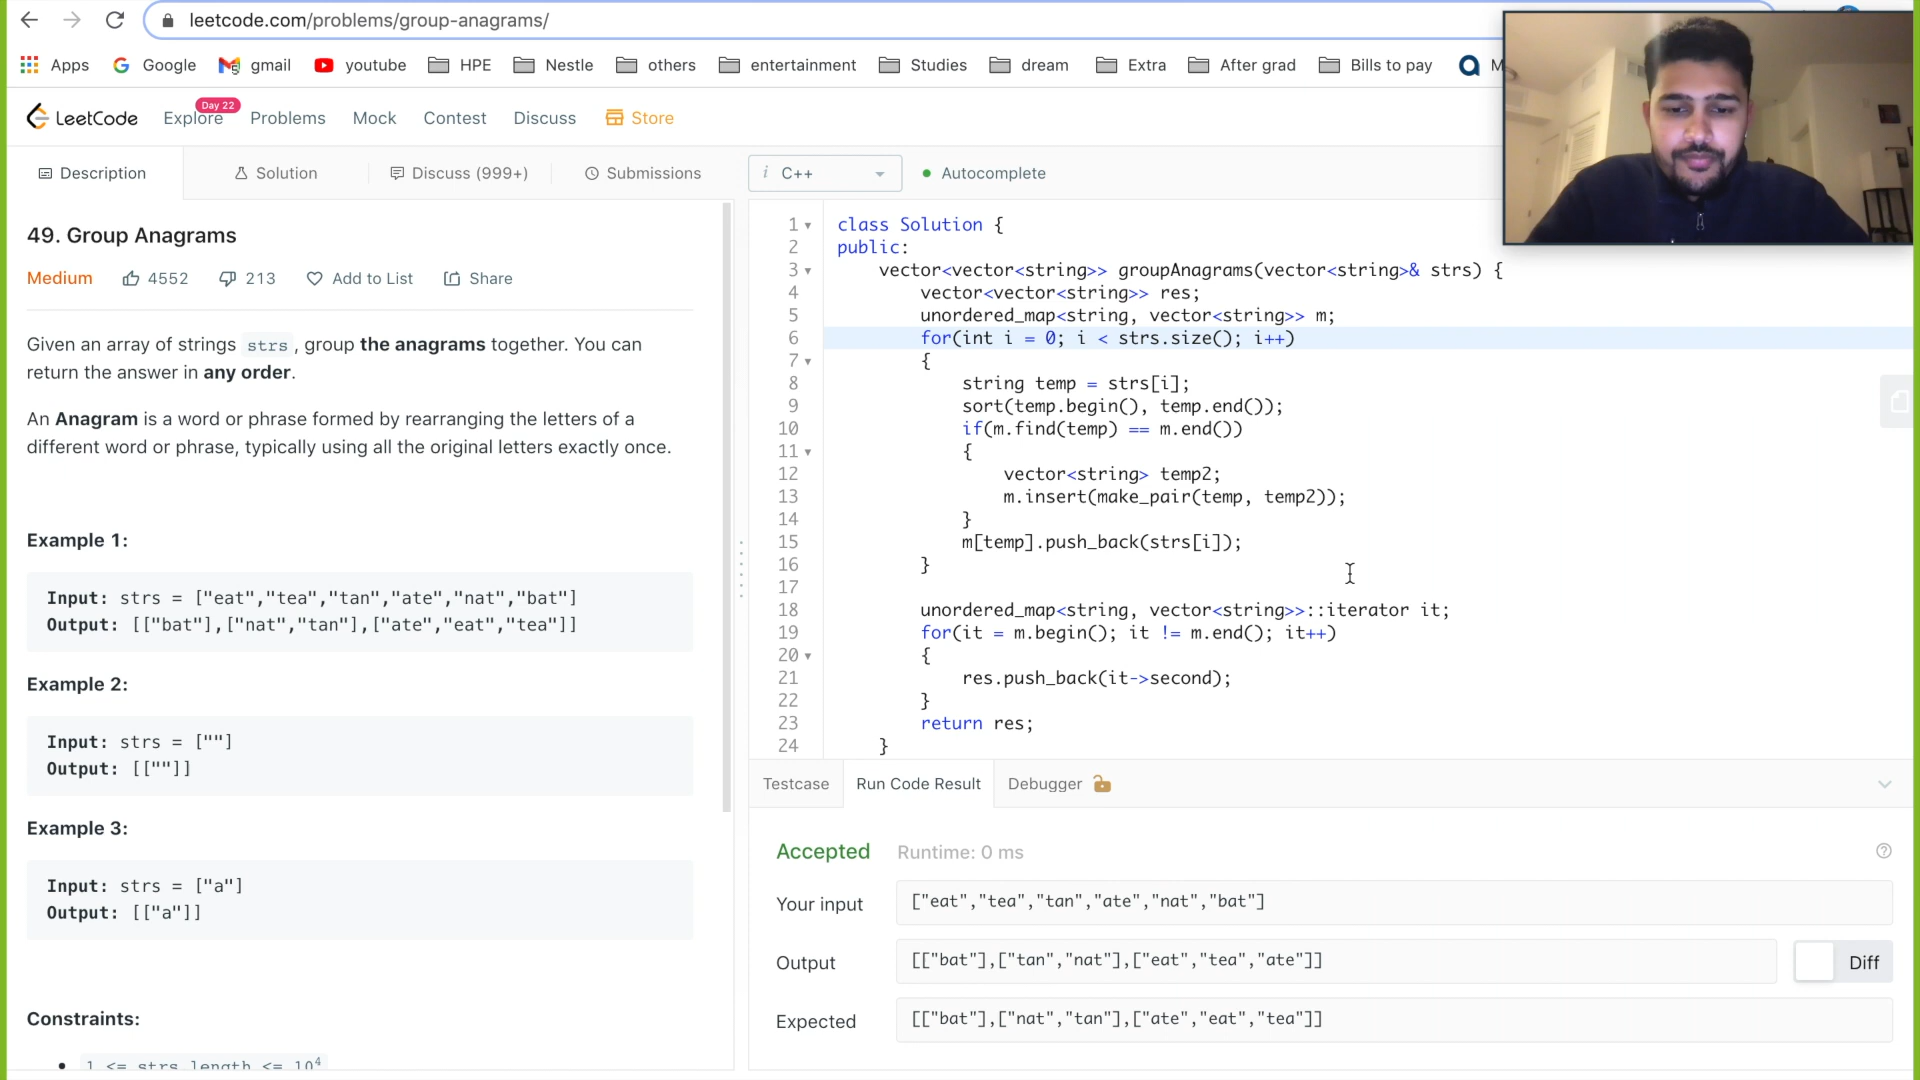 leetcode.com/problems/group-anagrams/
Apps Google gmail youtube HPE Nestle others entertainment Studies dream Extra After grad Bills to pay M
LeetCode Explore Day 22 Problems Mock Contest Discuss Store
Description Solution Discuss (999+) Submissions
i C++ Autocomplete
49. Group Anagrams
Medium 4552 213 Add to List Share
Given an array of strings strs, group the anagrams together. You can
return the answer in any order.
An Anagram is a word or phrase formed by rearranging the letters of a
different word or phrase, typically using all the original letters exactly once.
Example 1:
Input: strs = ["eat","tea","tan","ate","nat","bat"]
Output: [["bat"],["nat","tan"],["ate","eat","tea"]]
Example 2:
Input: strs = [""]
Output: [[""]]
Example 3:
Input: strs = ["a"]
Output: [["a"]]
Constraints:
• 1 <= strs.length <= 10⁴
1 class Solution {
2 public:
3 vector<vector<string>> groupAnagrams(vector<string>& strs) {
4 vector<vector<string>> res;
5 unordered_map<string, vector<string>> m;
6 for(int i = 0; i < strs.size(); i++)
7 {
8 string temp = strs[i];
9 sort(temp.begin(), temp.end());
10 if(m.find(temp) == m.end())
11 {
12 vector<string> temp2;
13 m.insert(make_pair(temp, temp2));
14 }
15 m[temp].push_back(strs[i]);
16 }
17
18 unordered_map<string, vector<string>>::iterator it;
19 for(it = m.begin(); it != m.end(); it++)
20 {
21 res.push_back(it->second);
22 }
23 return res;
24 }
Testcase Run Code Result Debugger
Accepted Runtime: 0 ms
Your input ["eat","tea","tan","ate","nat","bat"]
Output [["bat"],["tan","nat"],["eat","tea","ate"]] Diff
Expected [["bat"],["nat","tan"],["ate","eat","tea"]]